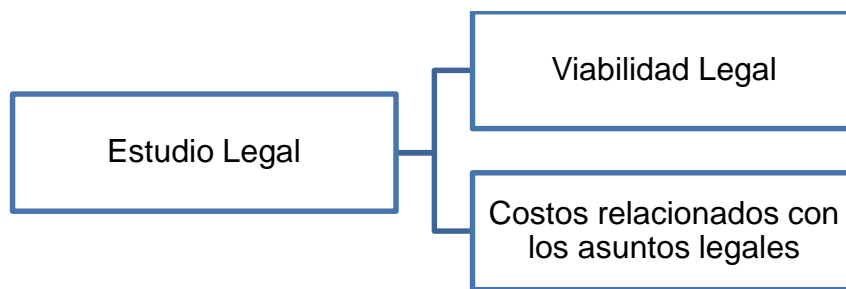 Viabilidad Legal
Estudio Legal
Costos relacionados con
los asuntos legales